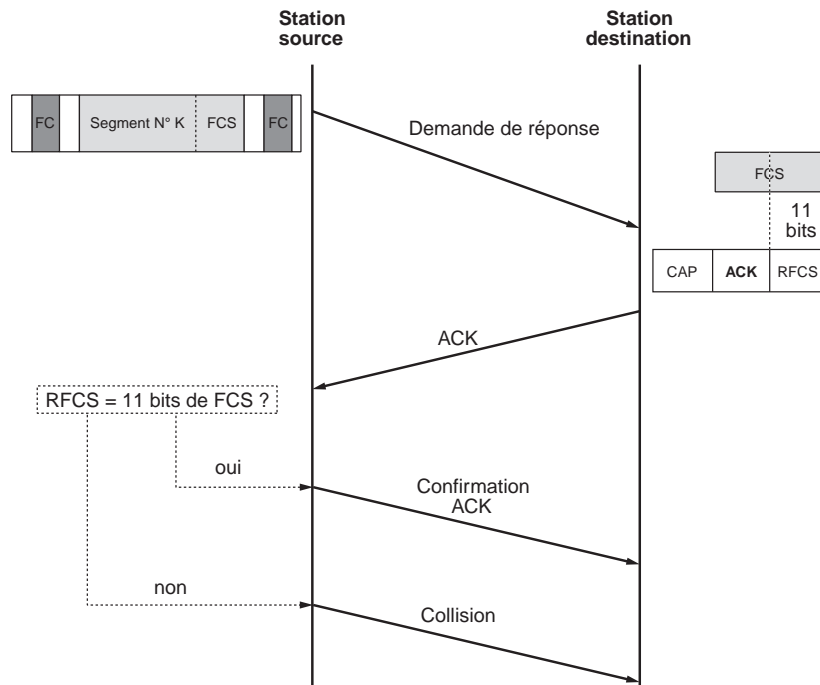 Station
source
Station
destination
FC
Segment N° K
FCS
FC
Demande de réponse
FCS
11
bits
CAP
ACK
RFCS
ACK
RFCS = 11 bits de FCS ?
oui
Confirmation
ACK
non
Collision